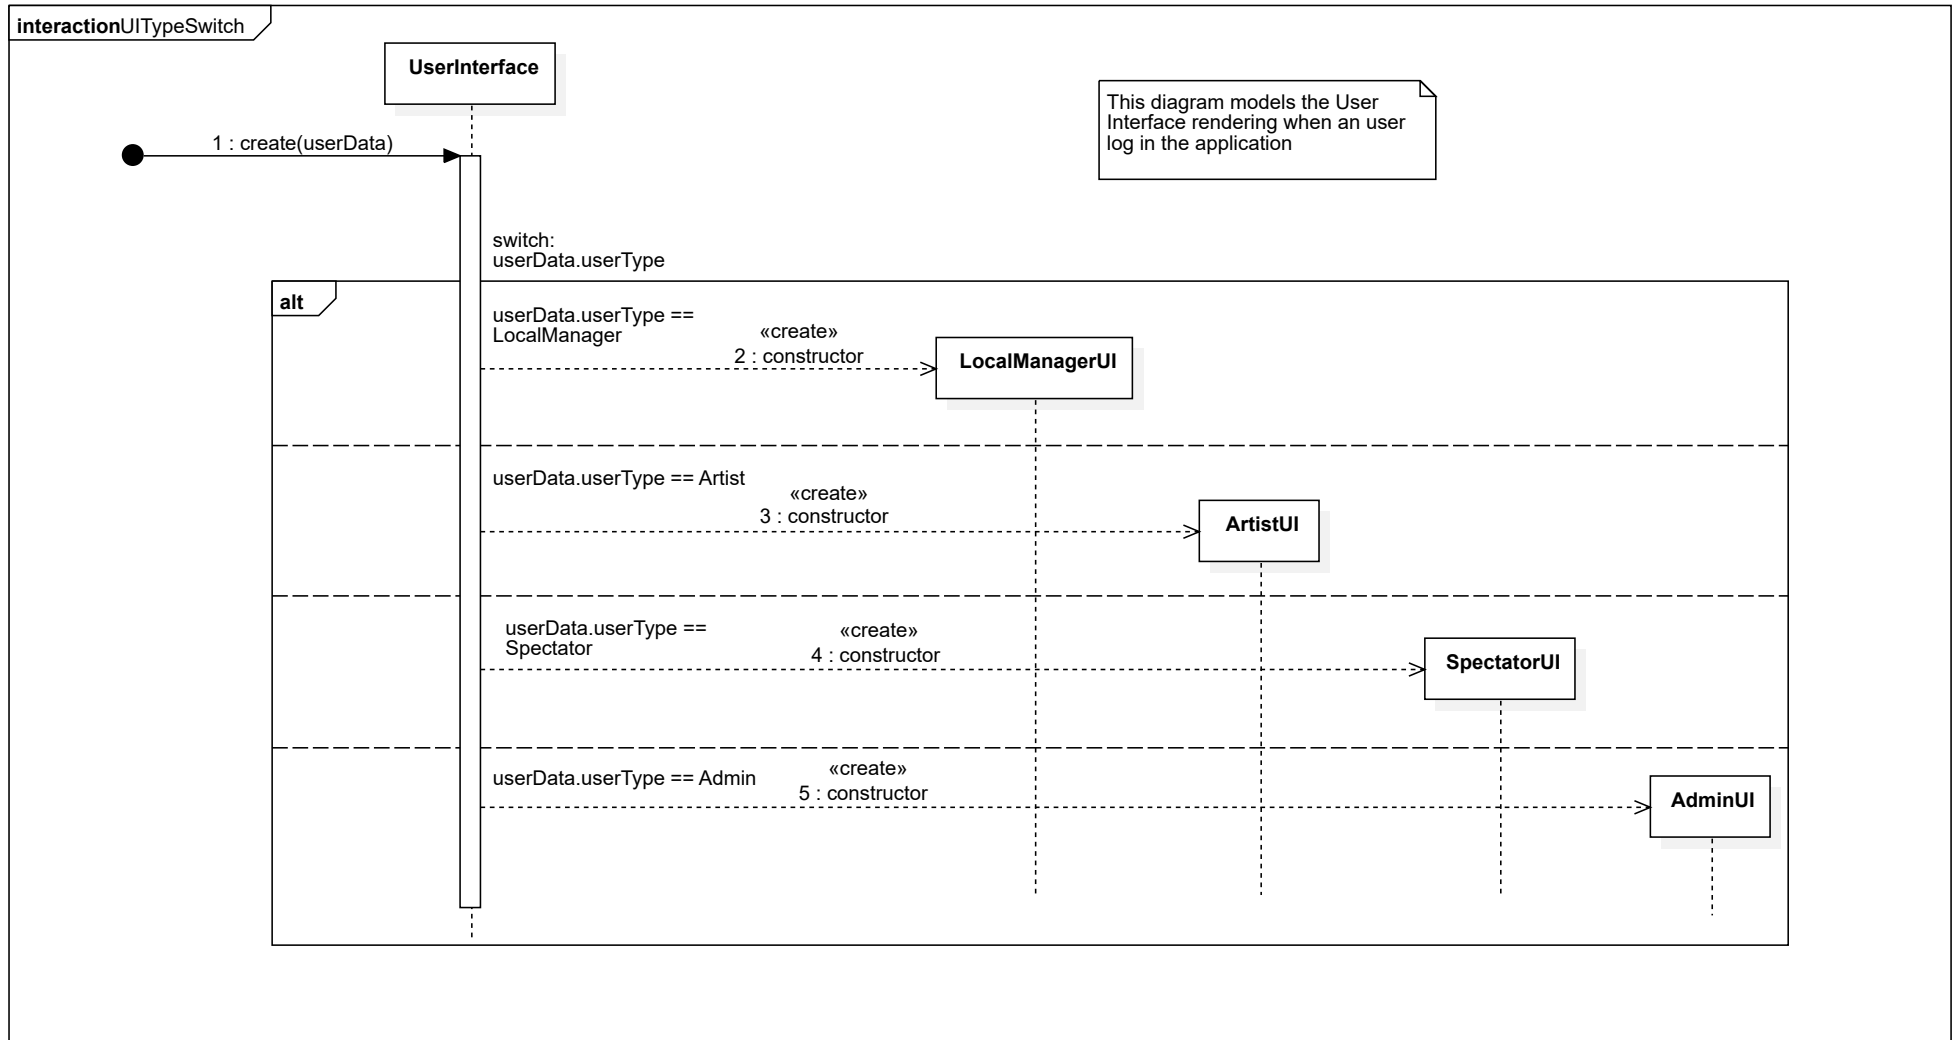 interactionUITypeSwitch
UserInterface
This diagram models the User
Interface rendering when an user
log in the application
1 : create(userData)
switch:
userData.userType
alt
userData.userType ==
LocalManager
«create»
2 : constructor
LocalManagerUI
userData.userType == Artist
«create»
3 : constructor
ArtistUI
userData.userType ==
Spectator
«create»
4 : constructor
SpectatorUI
userData.userType == Admin
«create»
5 : constructor
AdminUI